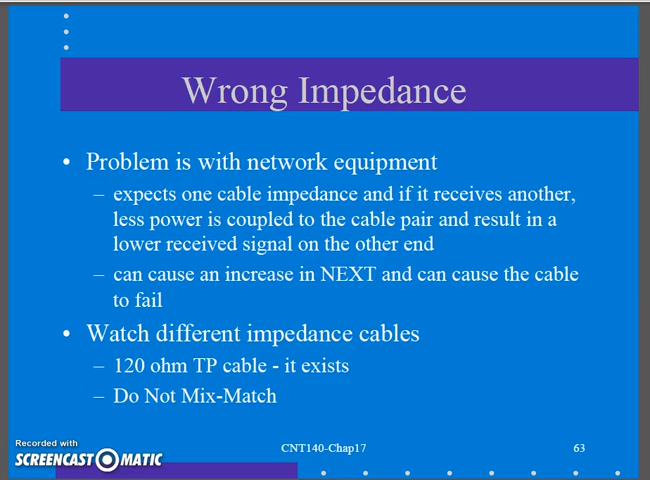 Wrong Impedance
• Problem is with network equipment
– expects one cable impedance and if it receives another,
less power is coupled to the cable pair and result in a
lower received signal on the other end
– can cause an increase in NEXT and can cause the cable
to fail
• Watch different impedance cables
– 120 ohm TP cable - it exists
– Do Not Mix-Match
Recorded with
SCREENCAST-O-MATIC
CNT140-Chap17
63